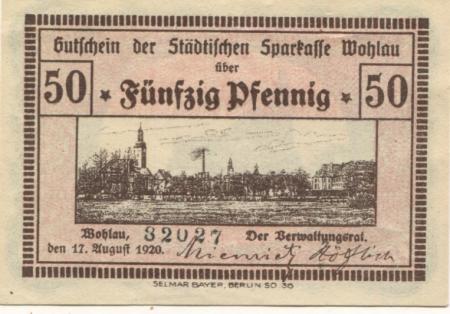 Gutschein der Städtischen Sparkasse Wohlau
über
50 * Fünfzig Pfennig * 50
Wohlau, 32027 Der Verwaltungsrat.
den 17. August 1920.
SELMAR BAYER, BERLIN SO 36